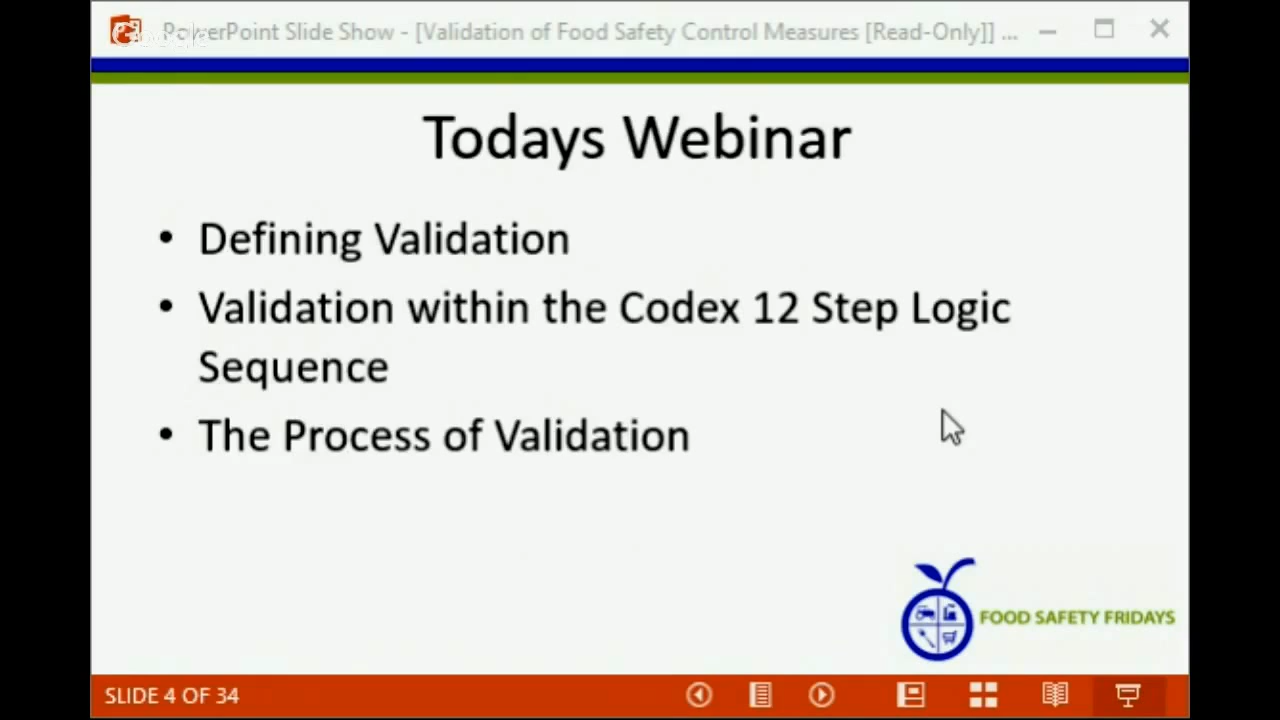 PowerPoint Slide Show - [Validation of Food Safety Control Measures [Read-Only]] ...
Google
Todays Webinar
• Defining Validation
• Validation within the Codex 12 Step Logic
Sequence
• The Process of Validation
FOOD SAFETY FRIDAYS
SLIDE 4 OF 34